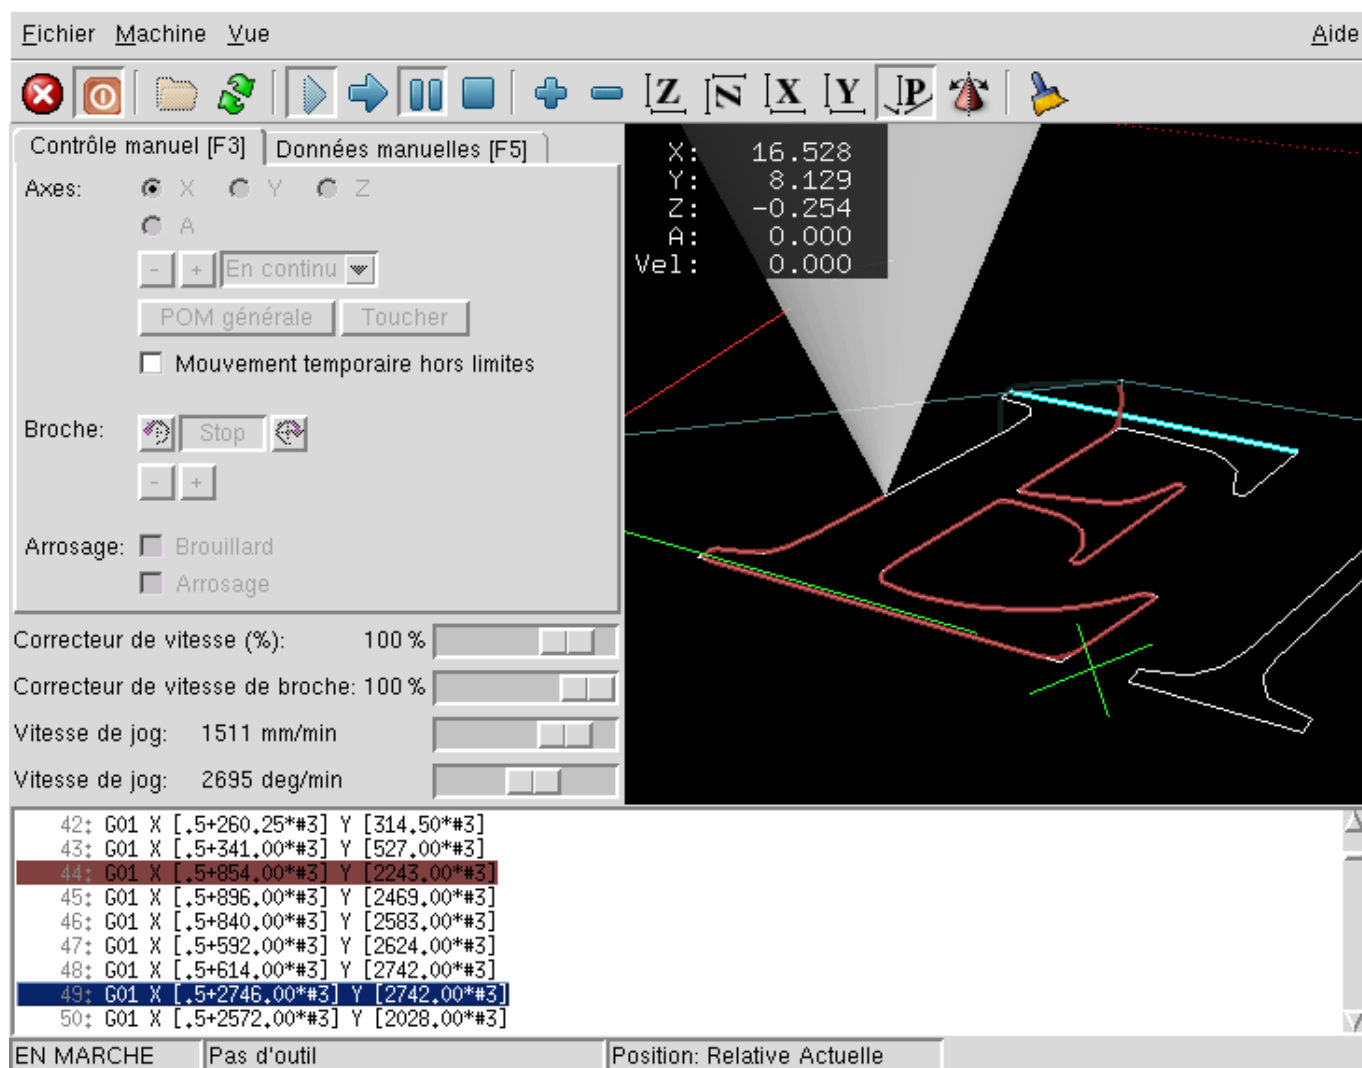 Fichier Machine Vue Aide
Z N X Y P
Contrôle manuel [F3] Données manuelles [F5]
Axes: X Y Z
A
- + En continu
POM générale Toucher
Mouvement temporaire hors limites
Broche: Stop
- +
Arrosage: Brouillard
Arrosage
Correcteur de vitesse (%): 100 %
Correcteur de vitesse de broche: 100 %
Vitesse de jog: 1511 mm/min
Vitesse de jog: 2695 deg/min
X: 16.528
Y: 8.129
Z: -0.254
A: 0.000
Vel: 0.000
42: G01 X [.5+260.25*#3] Y [314.50*#3]
43: G01 X [.5+341.00*#3] Y [527.00*#3]
44: G01 X [.5+854.00*#3] Y [2243.00*#3]
45: G01 X [.5+896.00*#3] Y [2469.00*#3]
46: G01 X [.5+840.00*#3] Y [2583.00*#3]
47: G01 X [.5+592.00*#3] Y [2624.00*#3]
48: G01 X [.5+614.00*#3] Y [2742.00*#3]
49: G01 X [.5+2746.00*#3] Y [2742.00*#3]
50: G01 X [.5+2572.00*#3] Y [2028.00*#3]
EN MARCHE Pas d'outil Position: Relative Actuelle